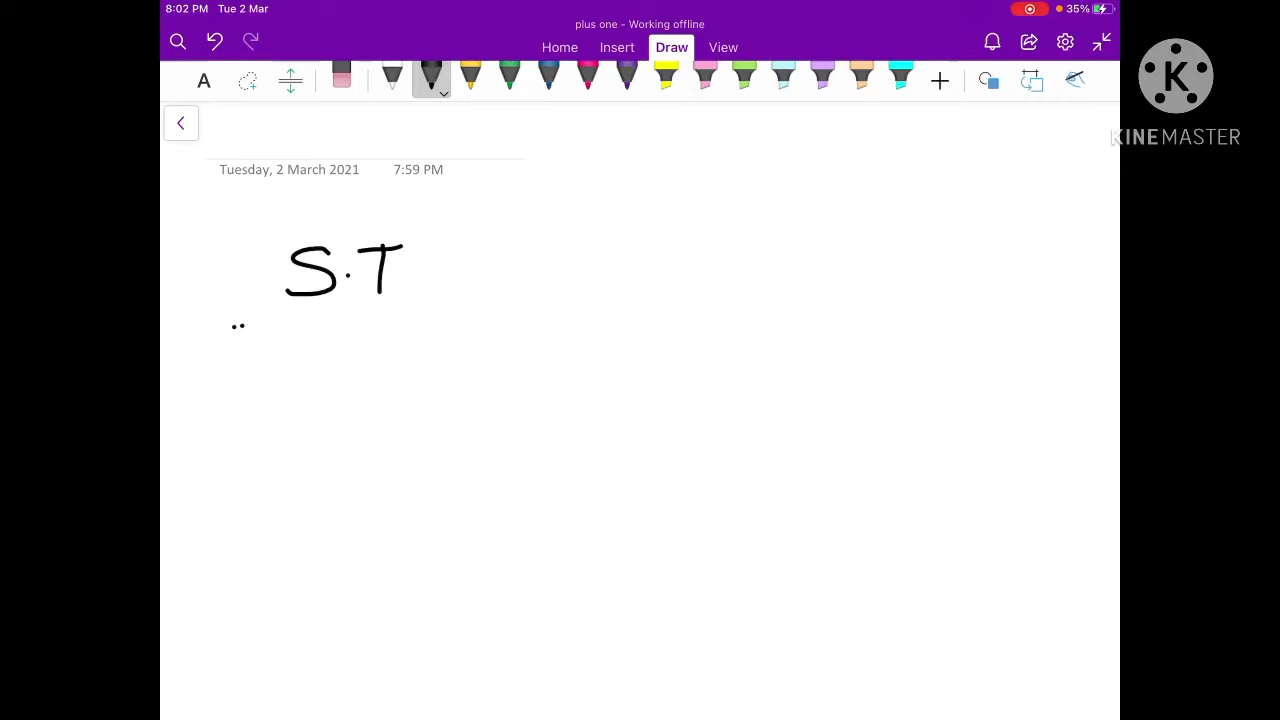 8:02 PM Tue 2 Mar
35%
plus one - Working offline
Home Insert Draw View
A
K
KINEMASTER
Tuesday, 2 March 2021 7:59 PM
S.T
..